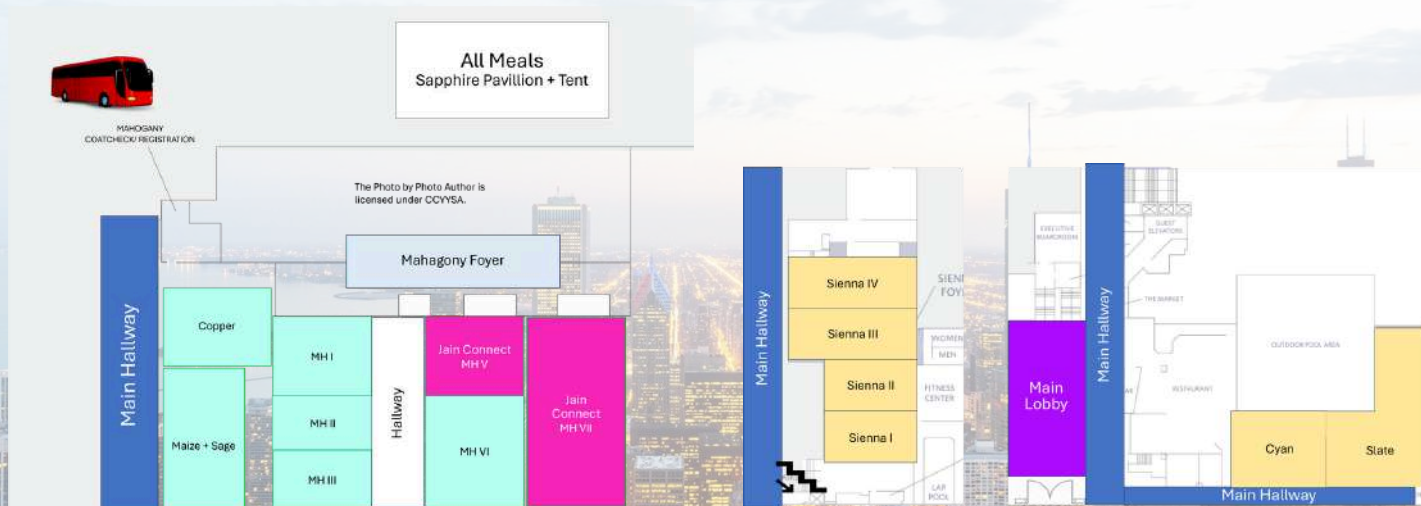 All Meals
Sapphire Pavillion + Tent
MAHOGANY
COATCHECK/ REGISTRATION
The Photo by Photo Author is
licensed under CCYYSA.
Mahagony Foyer
Main Hallway
Copper
Maize + Sage
MH I
MH II
MH III
Hallway
Jain Connect
MH V
MH VI
Jain
Connect
MH VII
Main Hallway
Sienna IV
Sienna III
Sienna II
Sienna I
SIEN
FOY
WOMEN
MEN
FITNESS
CENTER
LAP
POOL
EXECUTIVE
BOARDROOM
Main
Lobby
Main Hallway
GUEST
ELEVATORS
THE MARKET
RESTAURANT
OUTDOOR POOL AREA
Cyan
Slate
Main Hallway